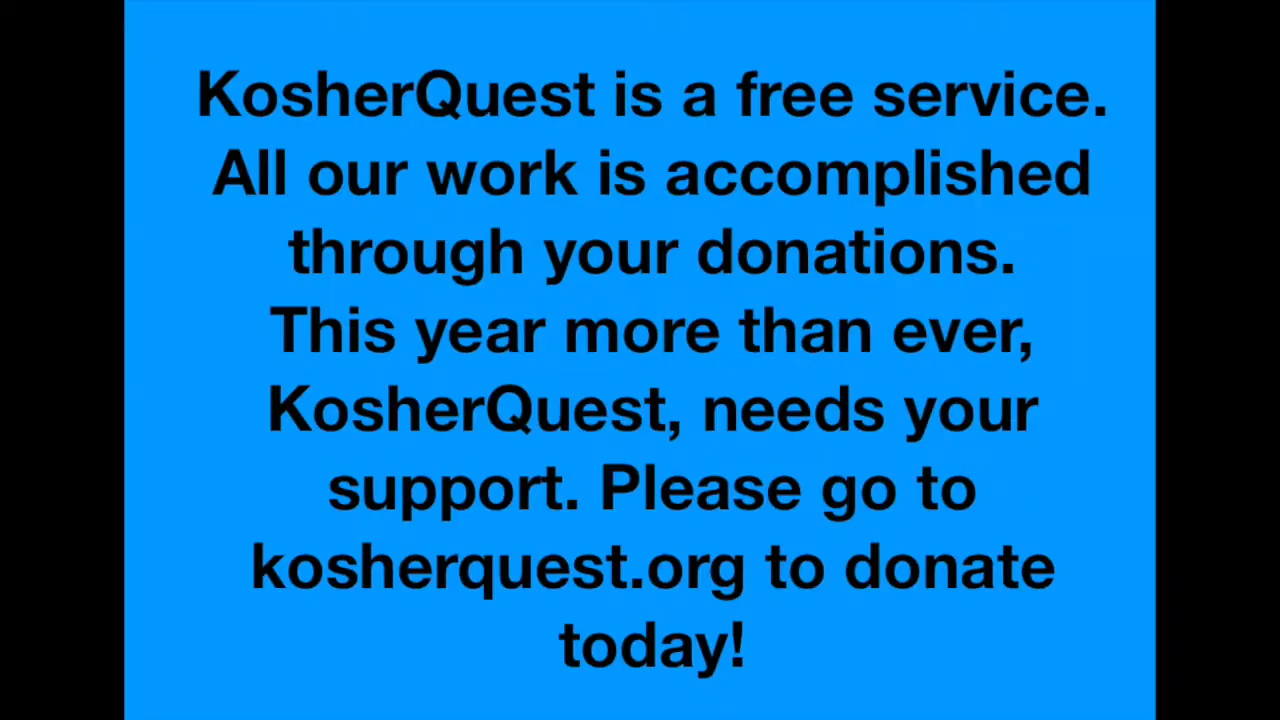 KosherQuest is a free service.
All our work is accomplished
through your donations.
This year more than ever,
KosherQuest, needs your
support. Please go to
kosherquest.org to donate
today!